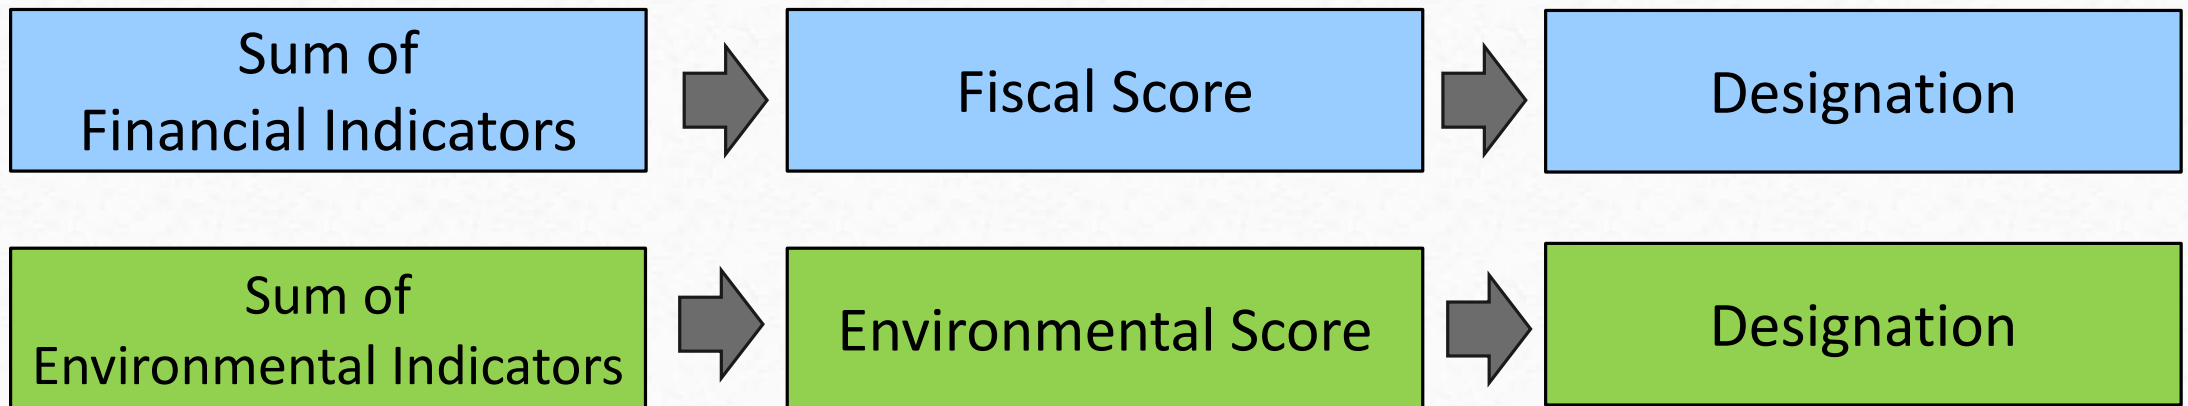 Sum of
Financial Indicators
Fiscal Score
Designation
Sum of
Environmental Indicators
Environmental Score
Designation